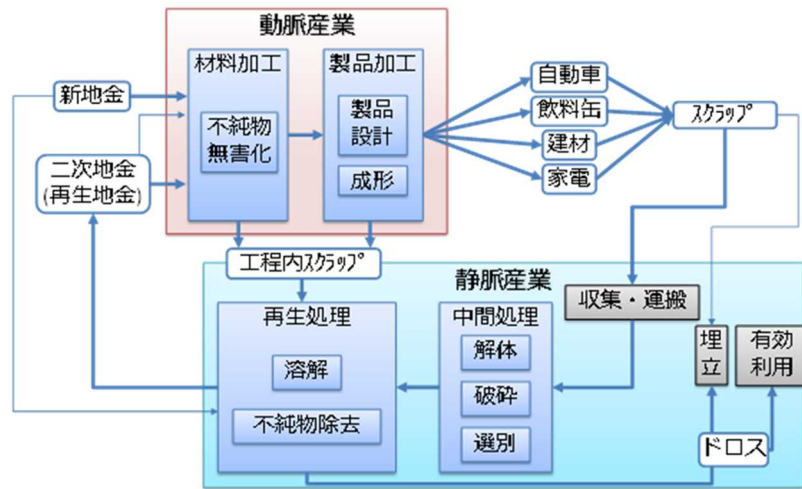 動脈産業
材料加工
製品加工
不純物
無害化
製品
設計
成形
新地金
二次地金
(再生地金)
自動車
飲料缶
建材
家電
ｽｸﾗｯﾌﾟ
工程内ｽｸﾗｯﾌﾟ
静脈産業
再生処理
溶解
不純物除去
中間処理
解体
破砕
選別
収集・運搬
埋
立
有効
利用
ドロス